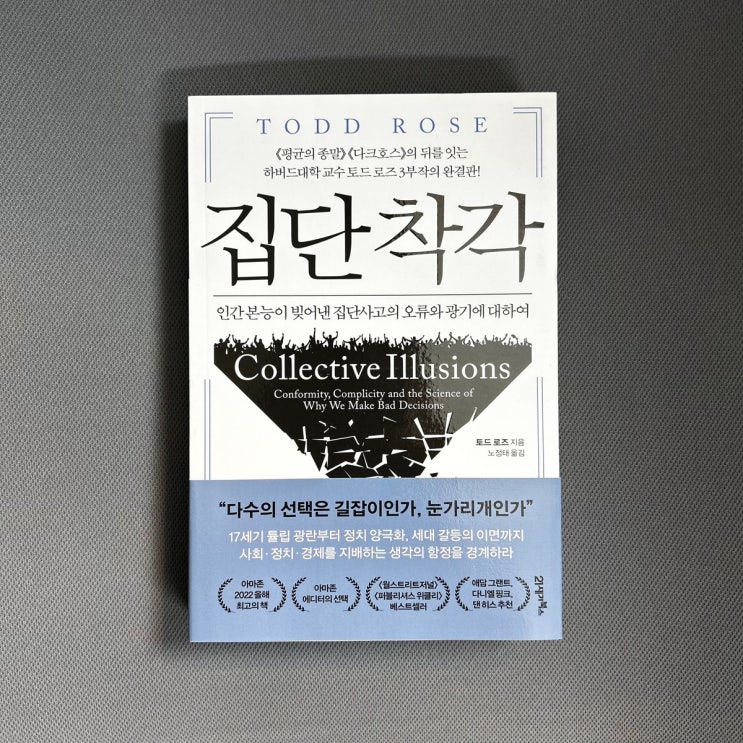 TODD ROSE
《평균의 종말》《다크호스》의 뒤를 잇는
하버드대학 교수 토드 로즈 3부작의 완결판!
집단 착각
인간 본능이 빚어낸 집단사고의 오류와 광기에 대하여
Collective Illusions
Conformity, Complicity and the Science of
Why We Make Bad Decisions
토드 로즈 지음
노정태 옮김
“다수의 선택은 길잡이인가, 눈가리개인가”
17세기 튤립 광란부터 정치 양극화, 세대 갈등의 이면까지
사회·정치·경제를 지배하는 생각의 함정을 경계하라
아마존
2022 올해
최고의 책
아마존
에디터의 선택
〈월스트리트저널〉
〈퍼블리셔스 위클리〉
베스트셀러
애덤 그랜트,
다니엘 핑크,
댄 히스 추천
21세기북스